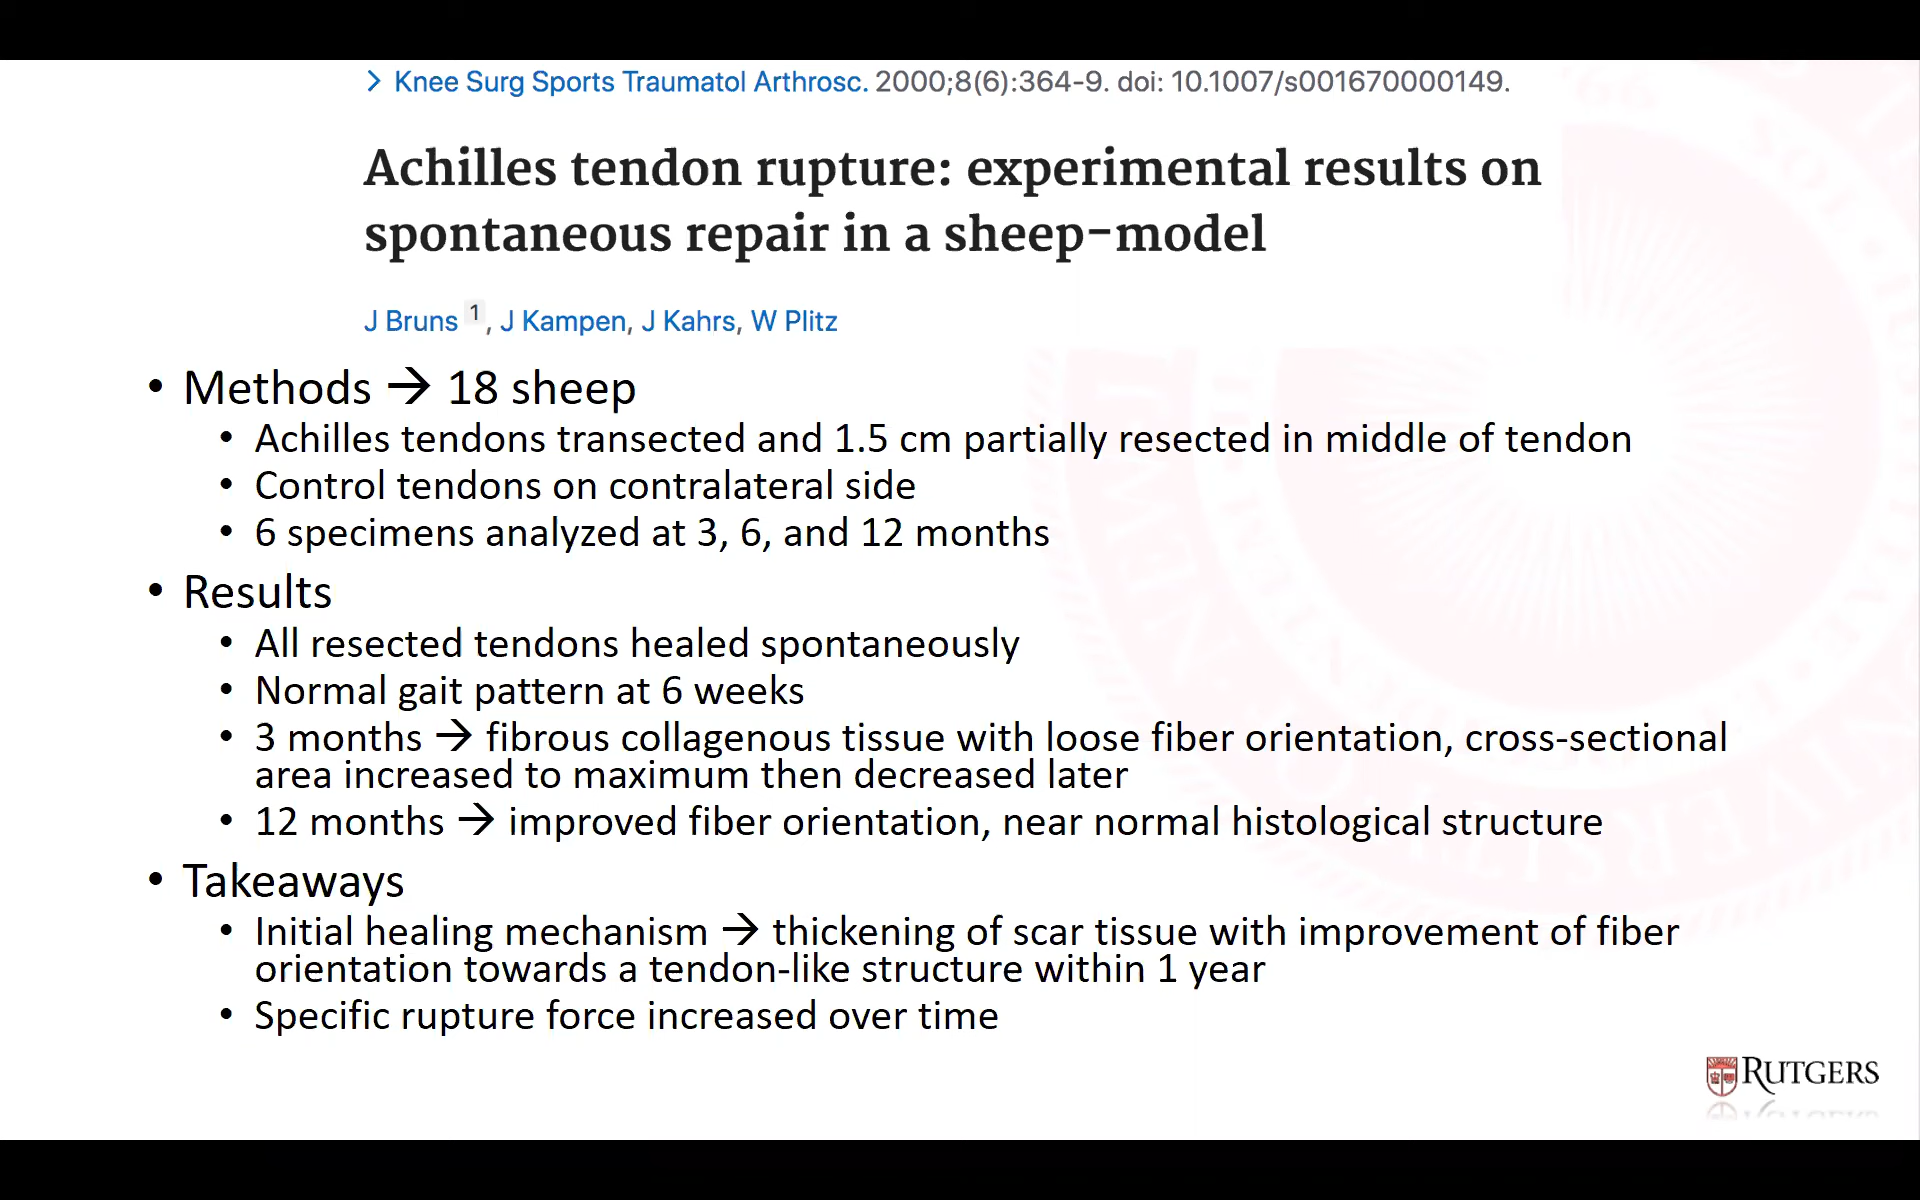 > Knee Surg Sports Traumatol Arthrosc. 2000;8(6):364-9. doi: 10.1007/s001670000149.
Achilles tendon rupture: experimental results on
spontaneous repair in a sheep-model
J Bruns 1, J Kampen, J Kahrs, W Plitz
• Methods → 18 sheep
• Achilles tendons transected and 1.5 cm partially resected in middle of tendon
• Control tendons on contralateral side
• 6 specimens analyzed at 3, 6, and 12 months
• Results
• All resected tendons healed spontaneously
• Normal gait pattern at 6 weeks
• 3 months → fibrous collagenous tissue with loose fiber orientation, cross-sectional
area increased to maximum then decreased later
• 12 months → improved fiber orientation, near normal histological structure
• Takeaways
• Initial healing mechanism → thickening of scar tissue with improvement of fiber
orientation towards a tendon-like structure within 1 year
• Specific rupture force increased over time
RUTGERS